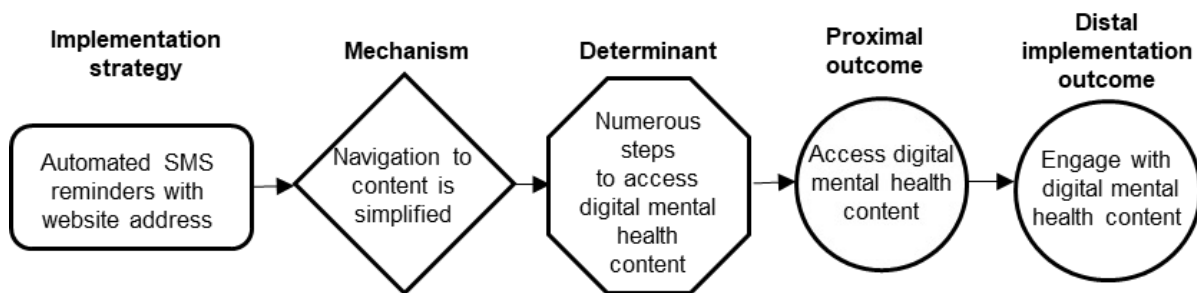 Implementation
strategy
Mechanism
Determinant
Proximal
outcome
Distal
implementation
outcome
Automated SMS
reminders with
website address
Navigation to
content is
simplified
Numerous
steps
to access
digital mental
health
content
Access digital
mental health
content
Engage with
digital mental
health content